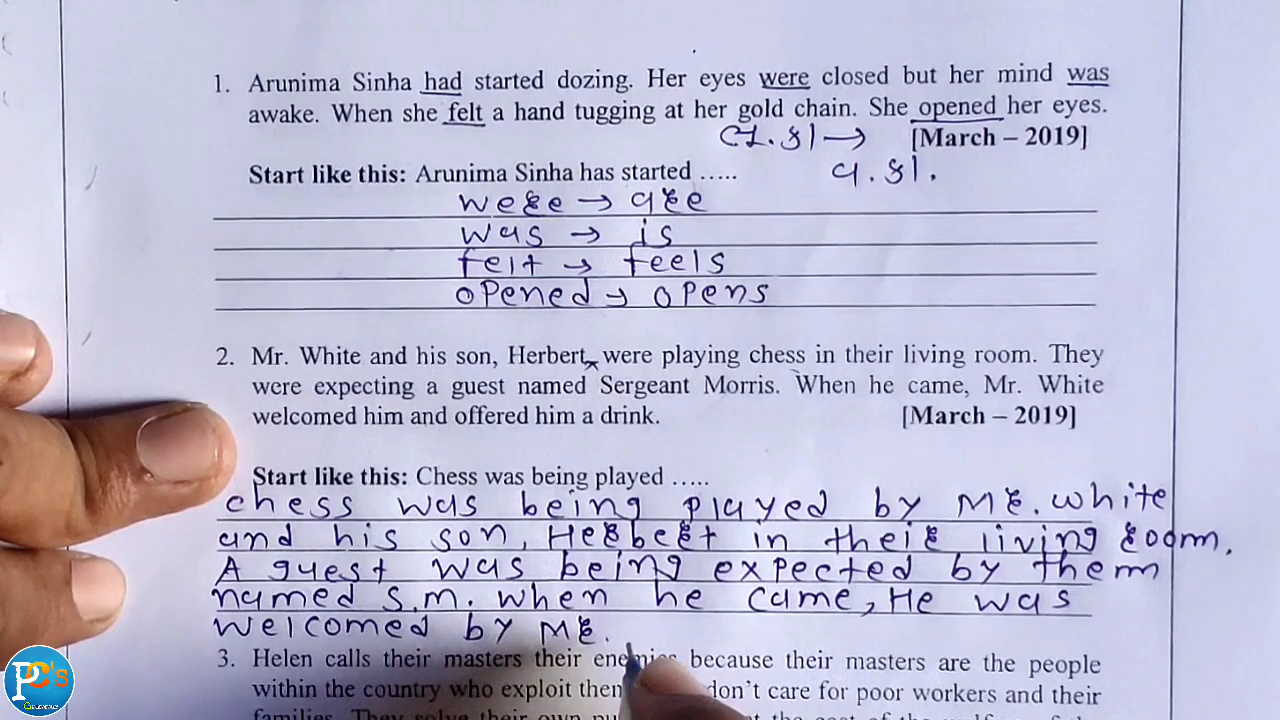 1. Arunima Sinha had started dozing. Her eyes were closed but her mind was
awake. When she felt a hand tugging at her gold chain. She opened her eyes.
[March – 2019]
Start like this: Arunima Sinha has started …..
were → are
was → is
felt → feels
opened → opens
2. Mr. White and his son, Herbert were playing chess in their living room. They
were expecting a guest named Sergeant Morris. When he came, Mr. White
welcomed him and offered him a drink. [March – 2019]
Start like this: Chess was being played …..
chess was being played by Mr. white
and his son, Herbert in their living room.
A guest was being expected by them
named S.M. when he came, He was
welcomed by Mr.
3. Helen calls their masters their enemies because their masters are the people
within the country who exploit don't care for poor workers and their
families. They solve their own
PC's